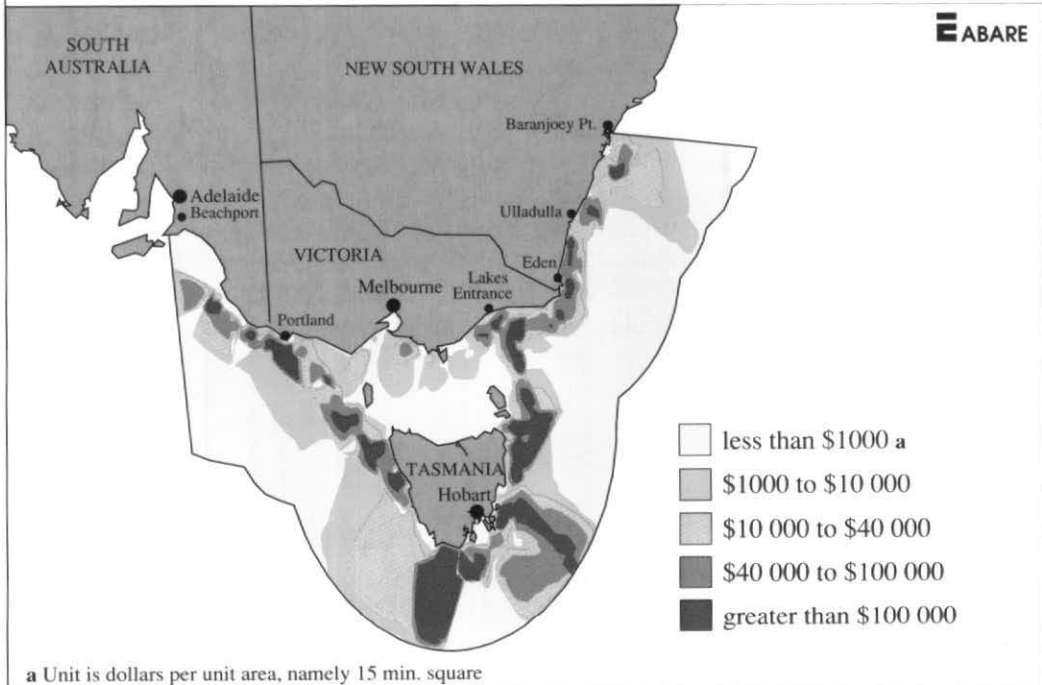 SOUTH
AUSTRALIA
NEW SOUTH WALES
ABARE
Baranjoey Pt.
Adelaide
Beachport
Ulladulla
VICTORIA
Eden
Melbourne
Lakes
Entrance
Portland
TASMANIA
Hobart
less than $1000 a
$1000 to $10 000
$10 000 to $40 000
$40 000 to $100 000
greater than $100 000
a Unit is dollars per unit area, namely 15 min. square